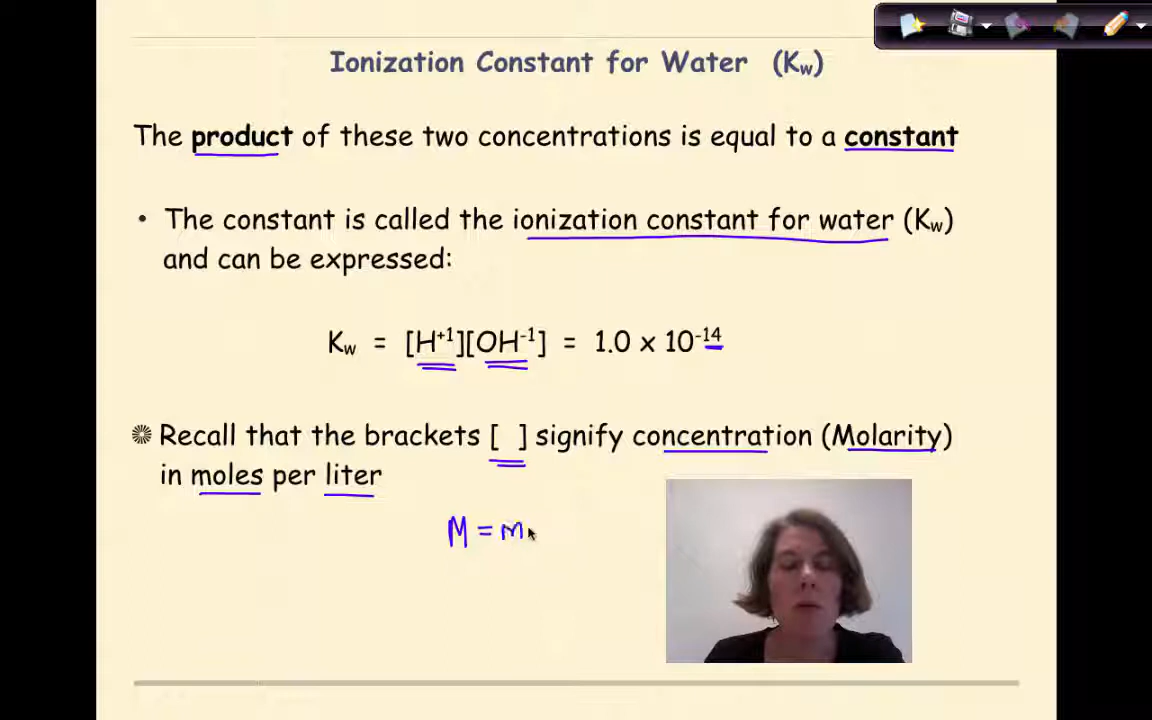 Ionization Constant for Water (Kw)
The product of these two concentrations is equal to a constant
• The constant is called the ionization constant for water (Kw)
and can be expressed:
Kw = [H⁺¹][OH⁻¹] = 1.0 x 10⁻¹⁴
Recall that the brackets [ ] signify concentration (Molarity)
in moles per liter
M = m